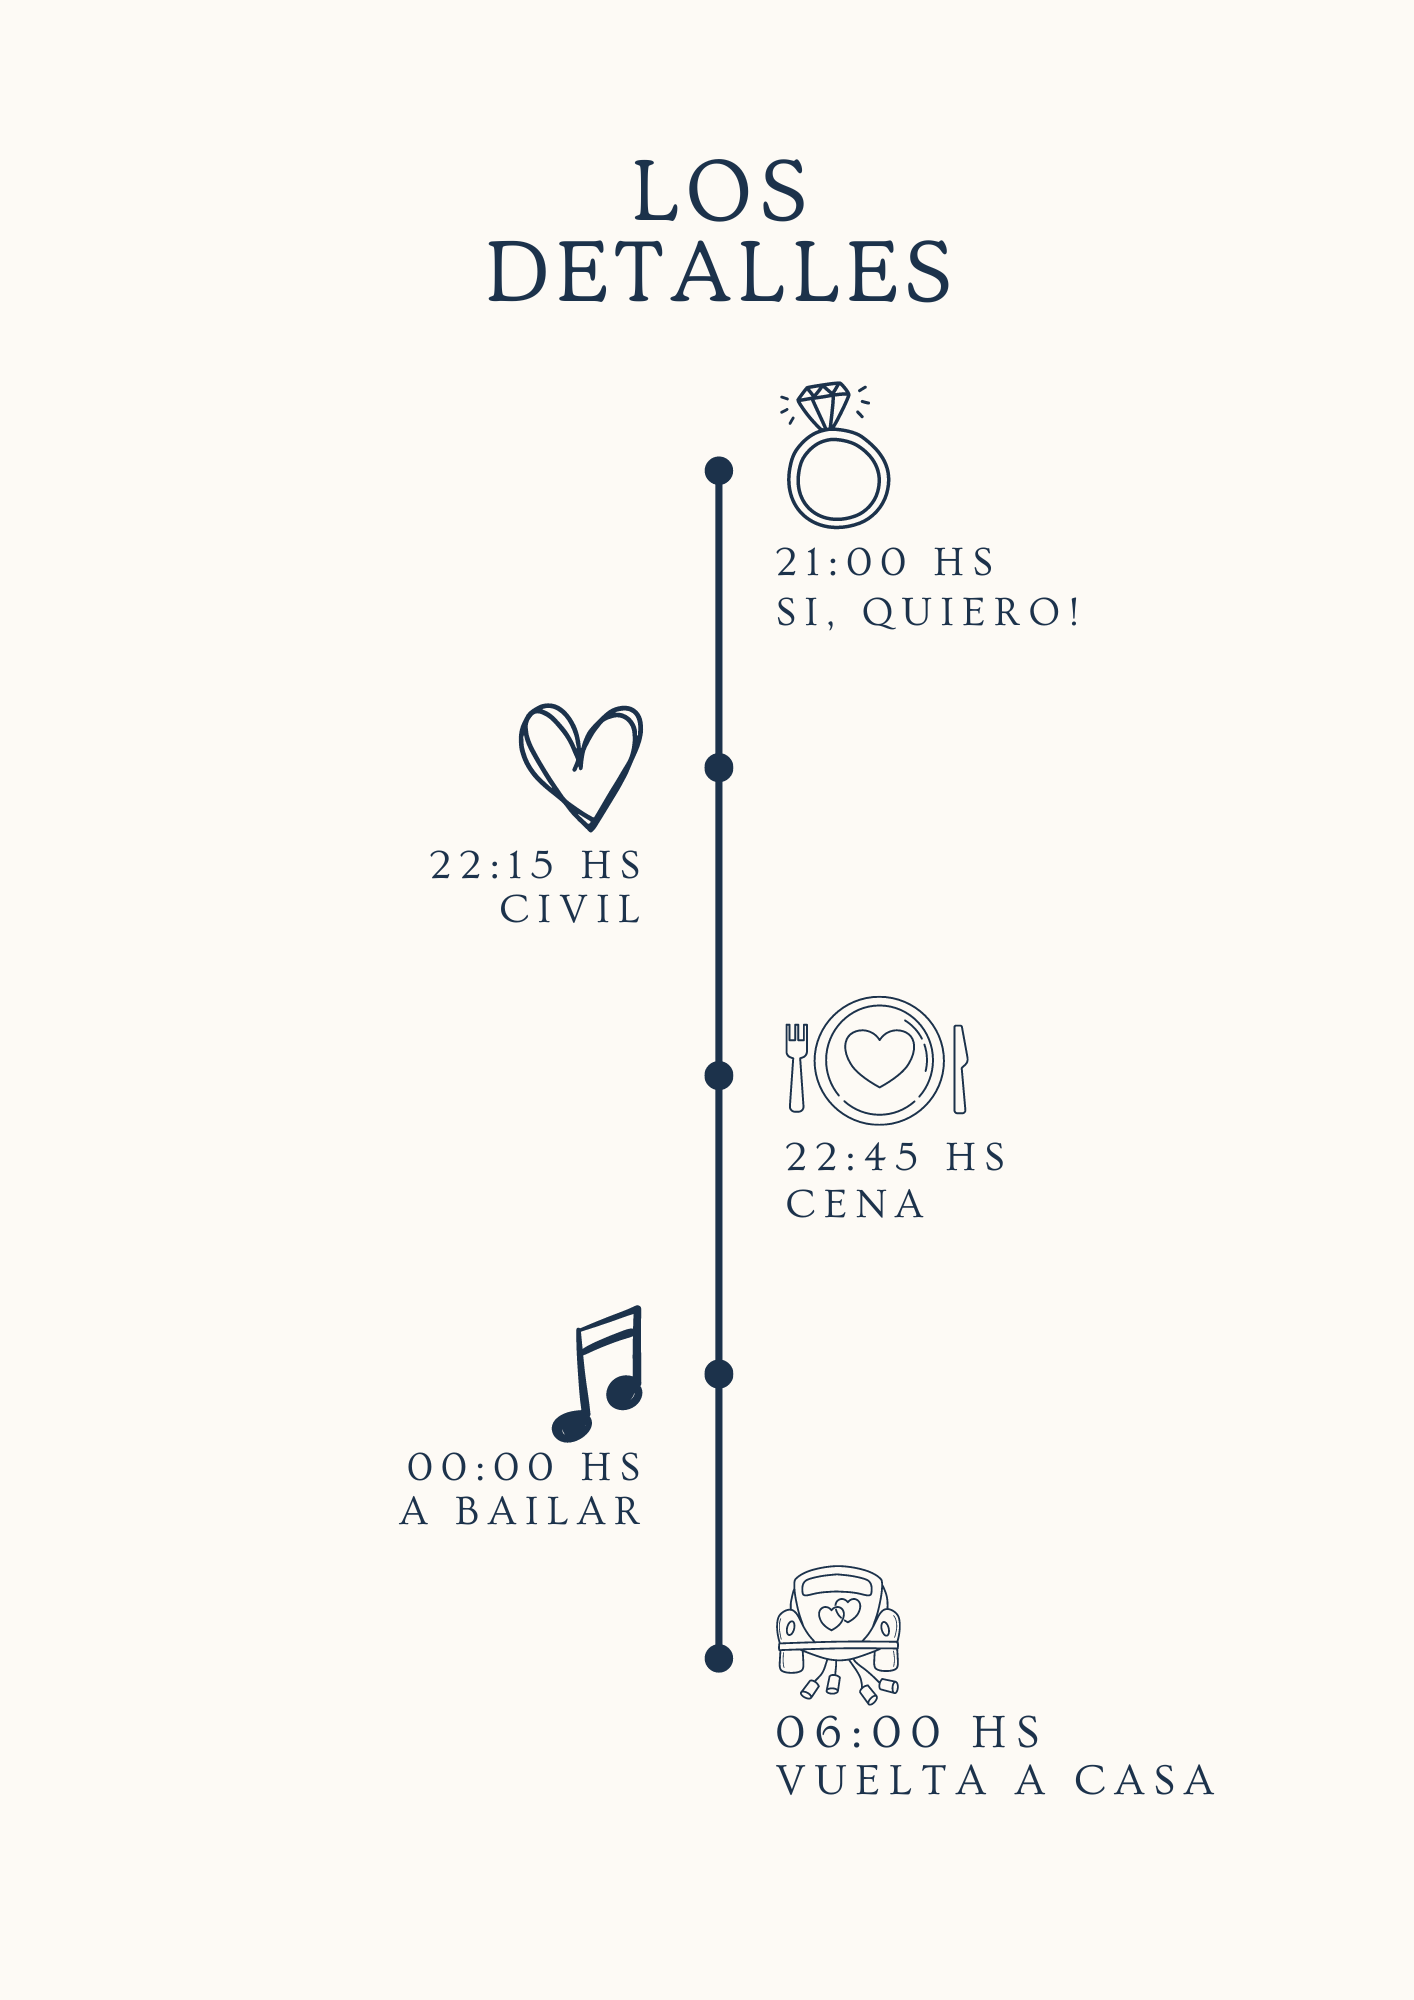 LOS
DETALLES
21:00 HS
SI, QUIERO!
22:15 HS
CIVIL
22:45 HS
CENA
00:00 HS
A BAILAR
06:00 HS
VUELTA A CASA